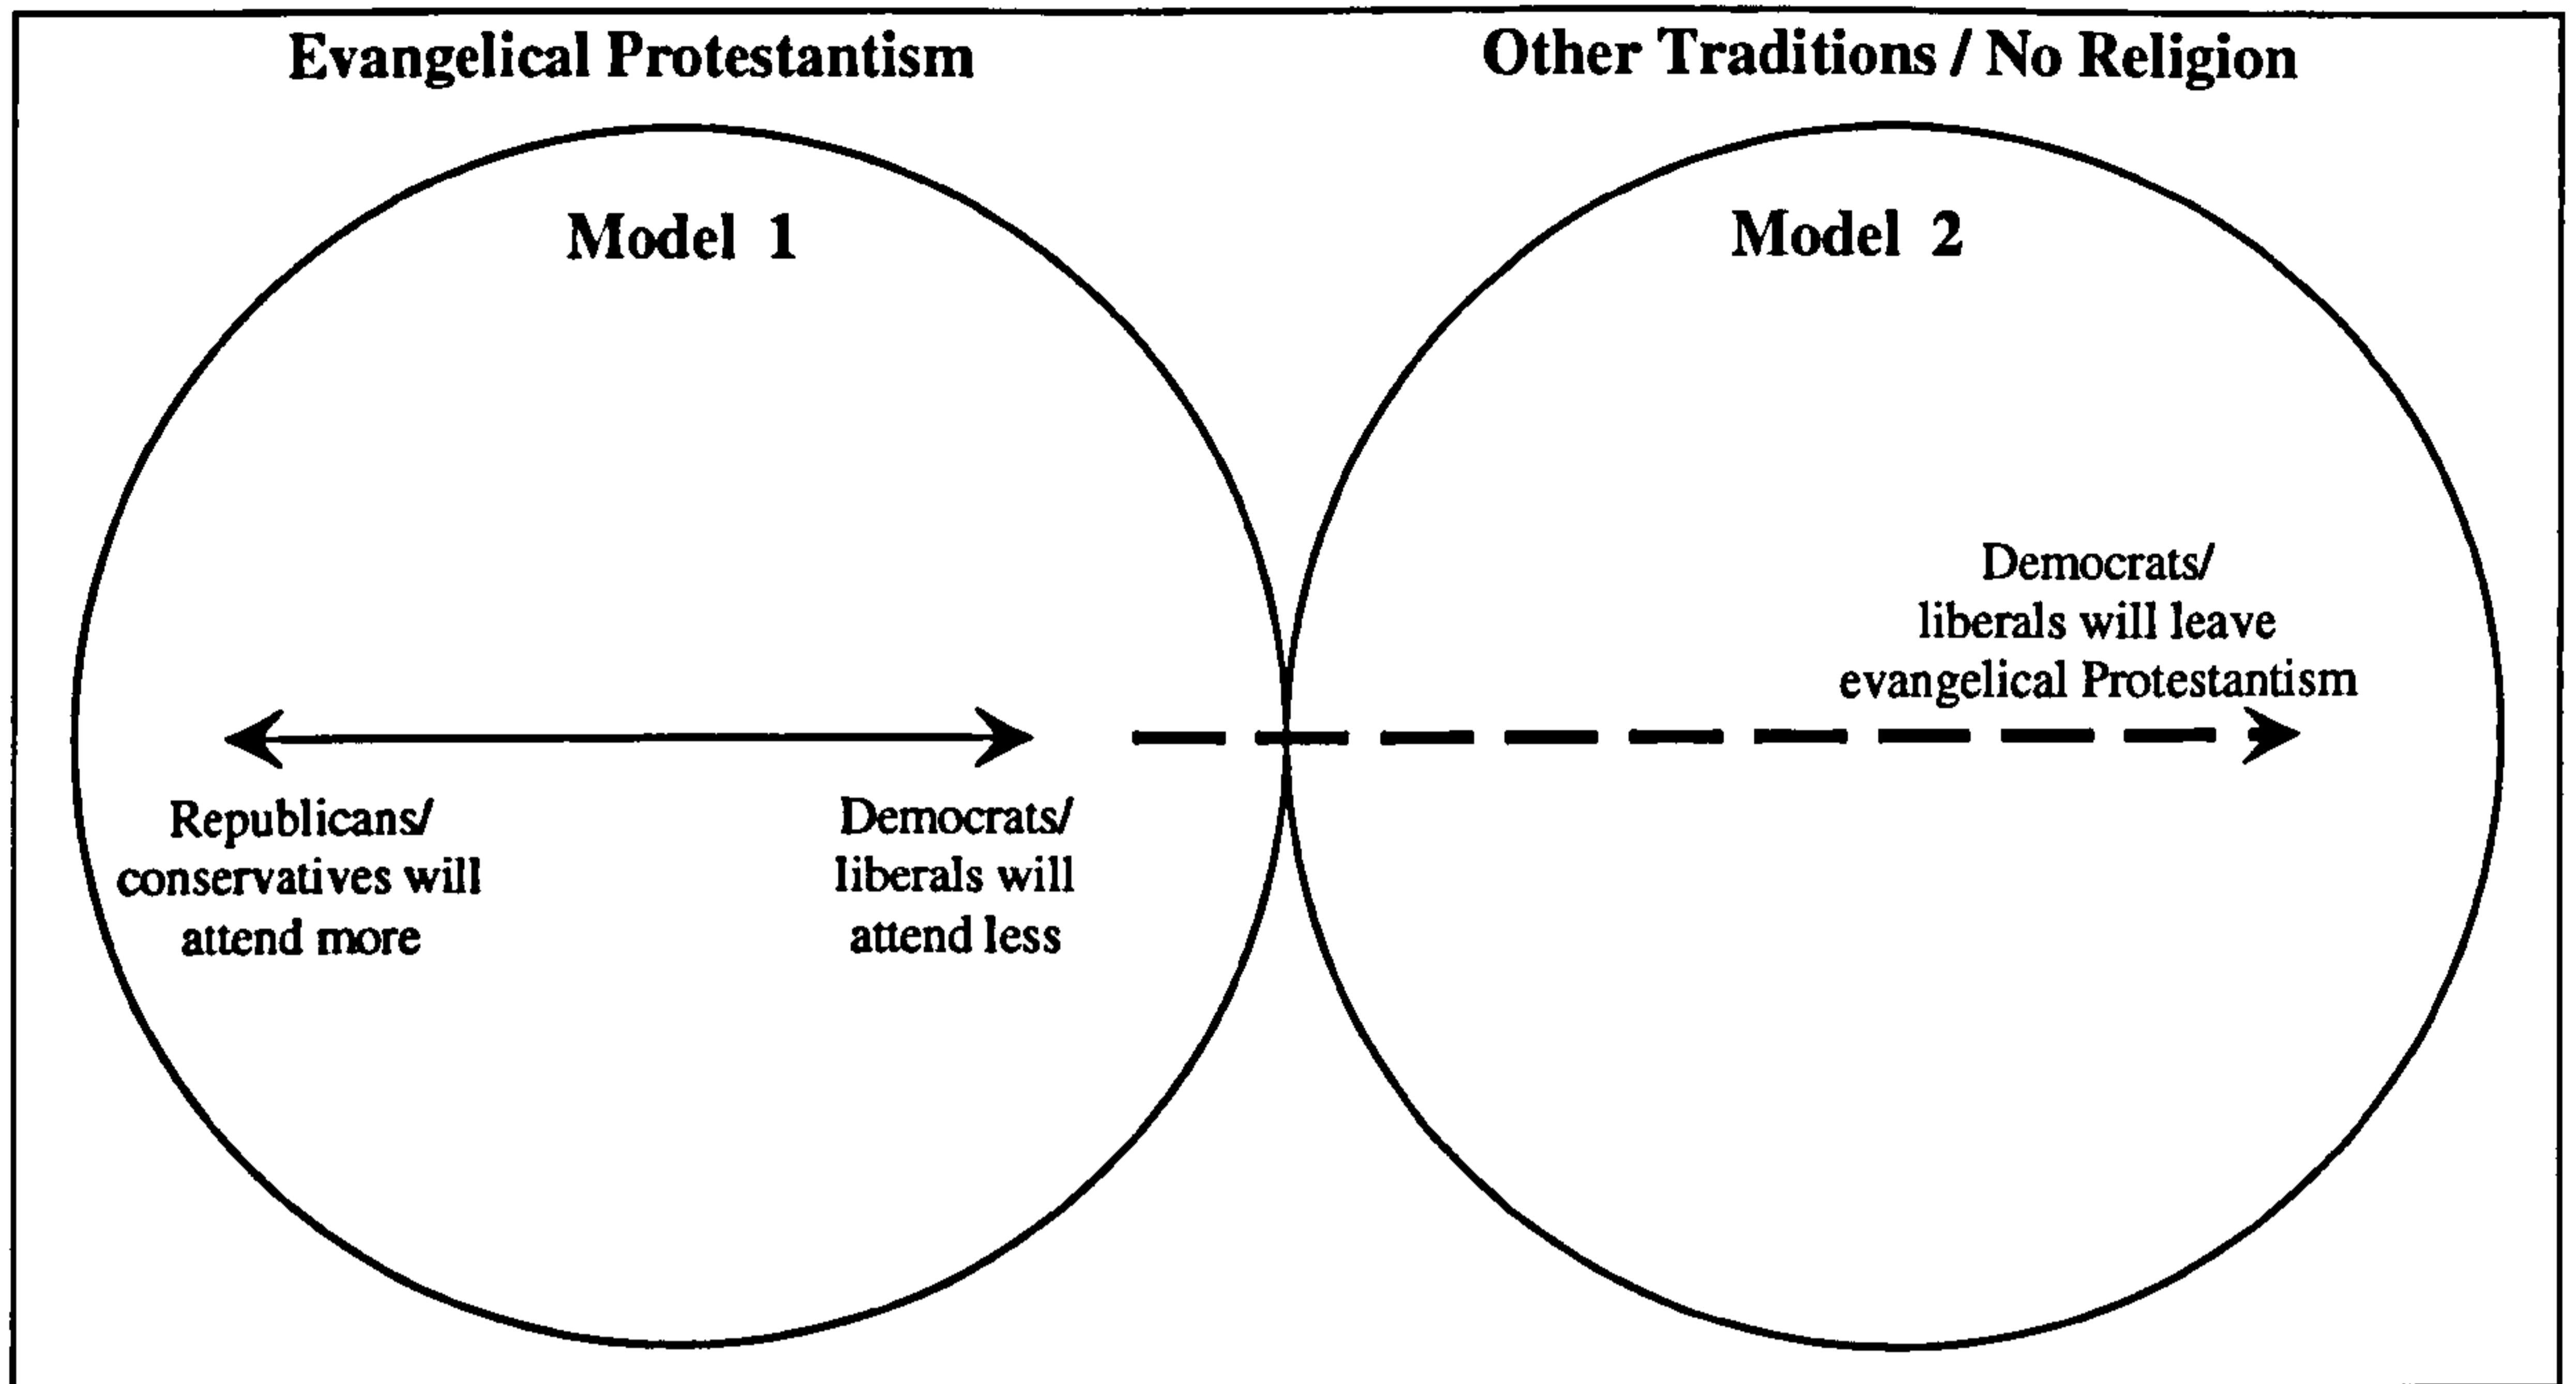 Evangelical Protestantism
Other Traditions / No Religion
Model 1
Model 2
Democrats/
liberals will leave
evangelical Protestantism
Republicans/
conservatives will
attend more
Democrats/
liberals will
attend less